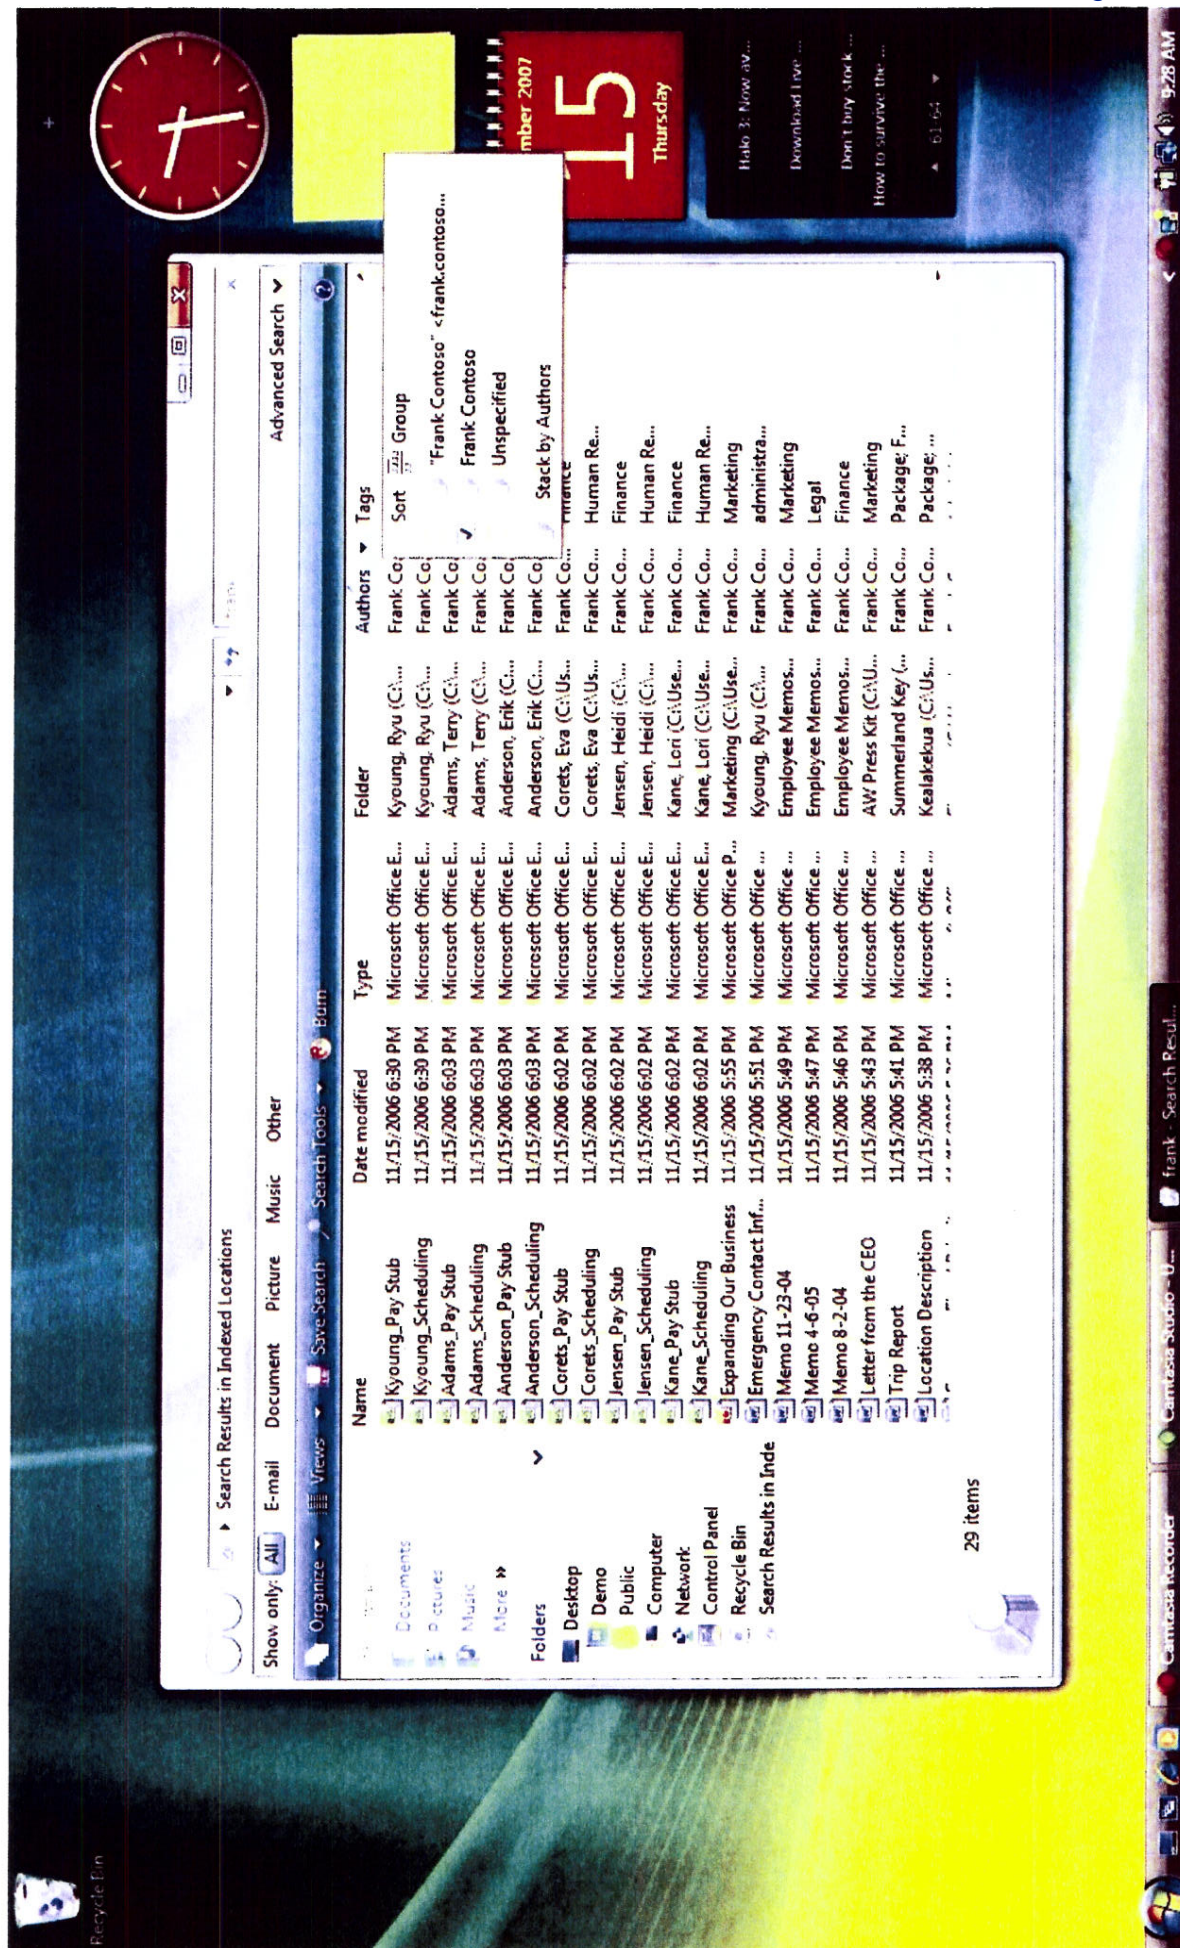 Recycle Bin
Search Results in Indexed Locations
Show only: All E-mail Document Picture Music Other Advanced Search
Organize Views Save Search Search Tools Burn
Documents
Pictures
Music
More »
Folders
Desktop
Demo
Public
Computer
Network
Control Panel
Recycle Bin
Search Results in Inde
Name Date modified Type Folder Authors Tags
Kyoung_Pay Stub 11/15/2006 6:30 PM Microsoft Office E... Kyoung, Ryu (C:\... Frank Co
Kyoung_Scheduling 11/15/2006 6:30 PM Microsoft Office E... Kyoung, Ryu (C:\... Frank Co
Adams_Pay Stub 11/15/2006 6:03 PM Microsoft Office E... Adams, Terry (C:\... Frank Co
Adams_Scheduling 11/15/2006 6:03 PM Microsoft Office E... Adams, Terry (C:\... Frank Co
Anderson_Pay Stub 11/15/2006 6:03 PM Microsoft Office E... Anderson, Erik (C:... Frank Co
Anderson_Scheduling 11/15/2006 6:03 PM Microsoft Office E... Anderson, Erik (C:... Frank Co
Corets_Pay Stub 11/15/2006 6:02 PM Microsoft Office E... Corets, Eva (C:\Us... Frank Co... Finance
Corets_Scheduling 11/15/2006 6:02 PM Microsoft Office E... Corets, Eva (C:\Us... Frank Co... Human Re...
Jensen_Pay Stub 11/15/2006 6:02 PM Microsoft Office E... Jensen, Heidi (C:\... Frank Co... Finance
Jensen_Scheduling 11/15/2006 6:02 PM Microsoft Office E... Jensen, Heidi (C:\... Frank Co... Human Re...
Kane_Pay Stub 11/15/2006 6:02 PM Microsoft Office E... Kane, Lori (C:\Use... Frank Co... Finance
Kane_Scheduling 11/15/2006 6:02 PM Microsoft Office E... Kane, Lori (C:\Use... Frank Co... Human Re...
Expanding Our Business 11/15/2006 5:55 PM Microsoft Office P... Marketing (C:\Use... Frank Co... Marketing
Emergency Contact Inf... 11/15/2006 5:51 PM Microsoft Office ... Kyoung, Ryu (C:\... Frank Co... administra...
Memo 11-23-04 11/15/2006 5:49 PM Microsoft Office ... Employee Memos... Frank Co... Marketing
Memo 4-6-05 11/15/2006 5:47 PM Microsoft Office ... Employee Memos... Frank Co... Legal
Memo 8-2-04 11/15/2006 5:46 PM Microsoft Office ... Employee Memos... Frank Co... Finance
Letter from the CEO 11/15/2006 5:43 PM Microsoft Office ... AW Press Kit (C:\U... Frank Co... Marketing
Trip Report 11/15/2006 5:41 PM Microsoft Office ... Summerland Key (... Frank Co... Package; F...
Location Description 11/15/2006 5:38 PM Microsoft Office ... Kealakekua (C:\Us... Frank Co... Package; ...
Sort Group
"Frank Contoso" <frank.contoso...
Frank Contoso
Unspecified
Stack by Authors
29 items
mber 2007
15
Thursday
Halo 3: Now av...
Download Live ...
Don't buy stock ...
How to survive the ...
61-64
Camtasia Recorder
Camtasia Studio - U...
frank - Search Resul...
9:28 AM